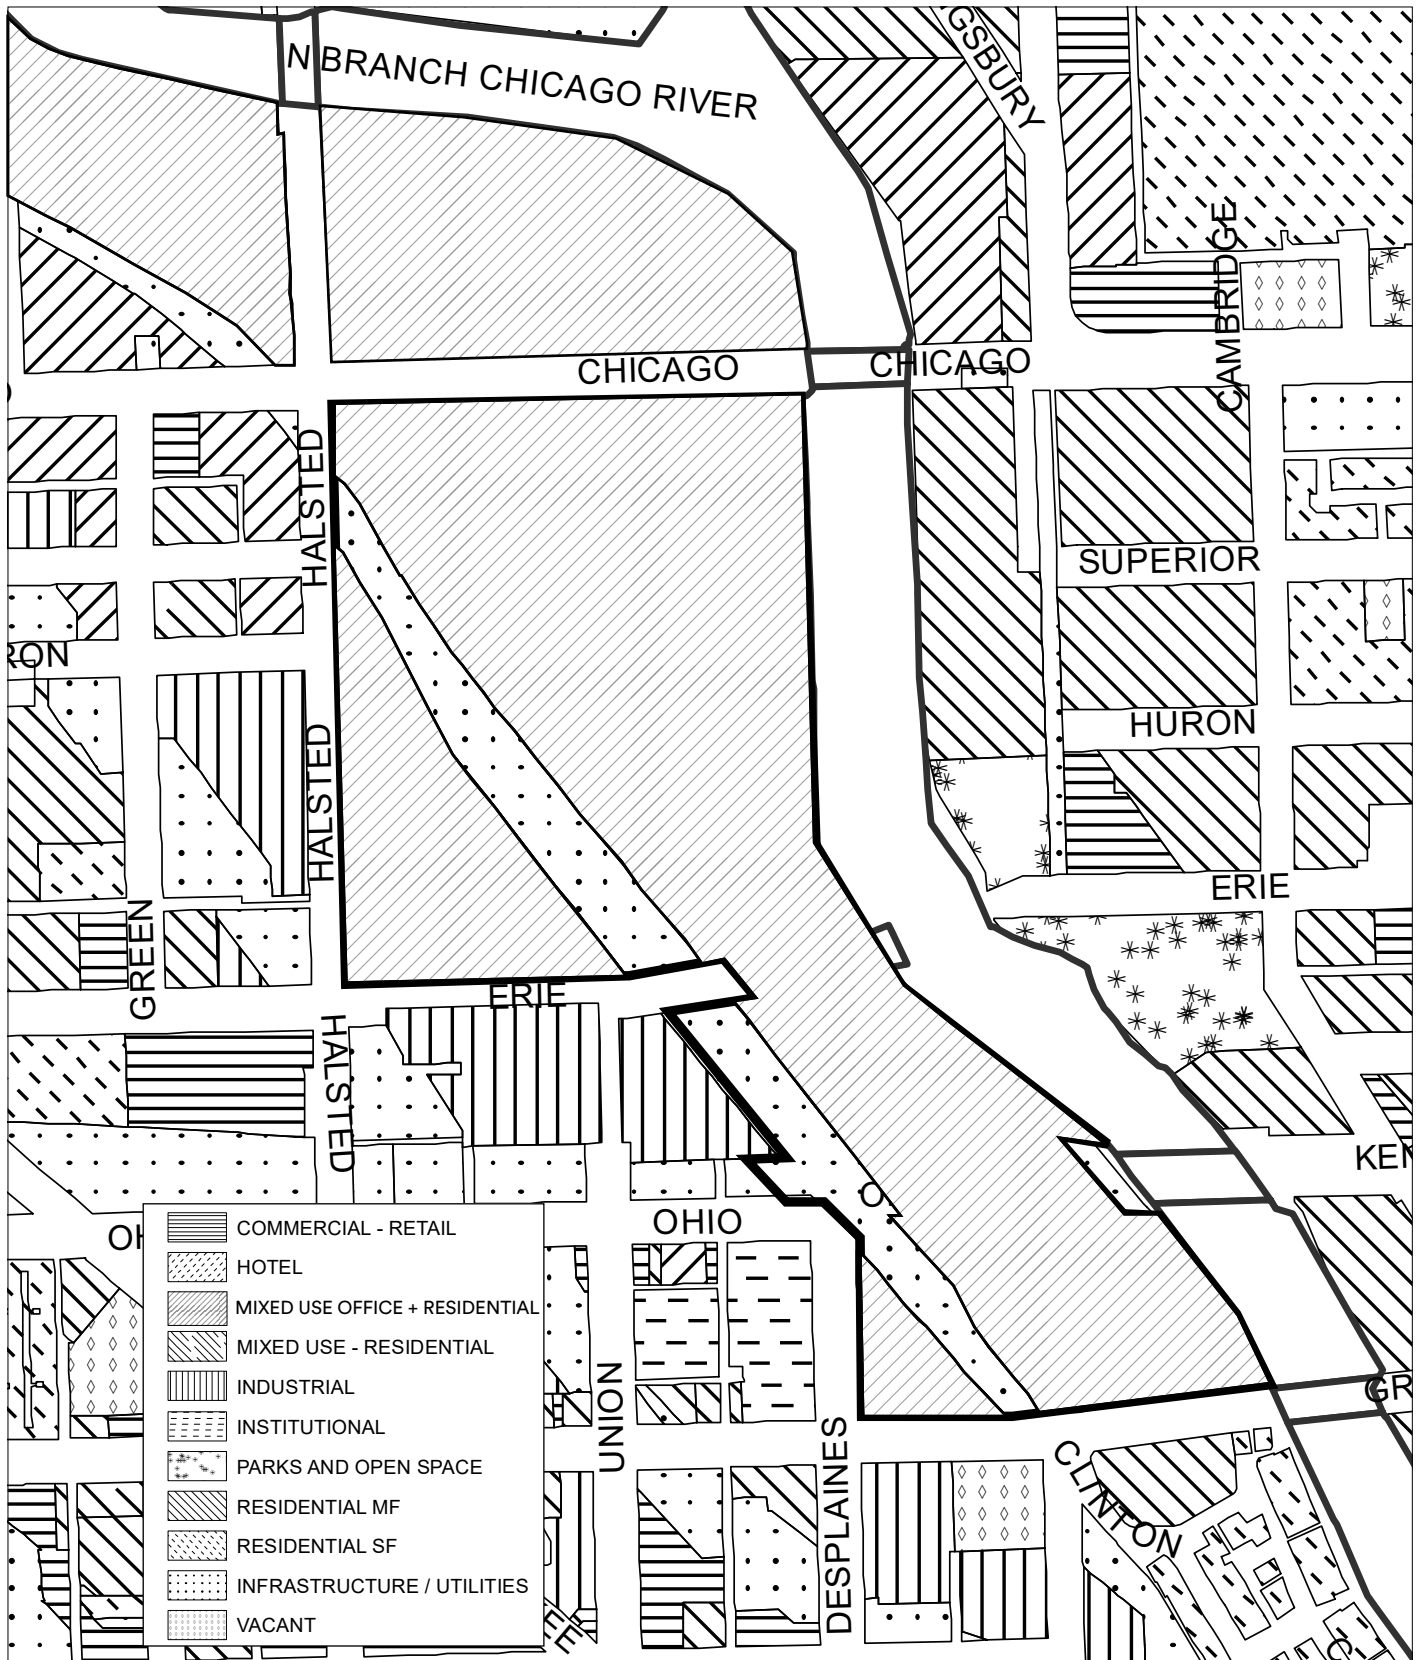 N BRANCH CHICAGO RIVER
GSBURY
CAMBRIDGE
CHICAGO
CHICAGO
HALSTED
SUPERIOR
RON
HURON
HALSTED
ERIE
GREEN
ERIE
HALSTED
KEN
OHIO
O
OH
COMMERCIAL - RETAIL
HOTEL
MIXED USE OFFICE + RESIDENTIAL
MIXED USE - RESIDENTIAL
INDUSTRIAL
INSTITUTIONAL
PARKS AND OPEN SPACE
RESIDENTIAL MF
RESIDENTIAL SF
INFRASTRUCTURE / UTILITIES
VACANT
UNION
GR
DESPLAINES
CLINTON